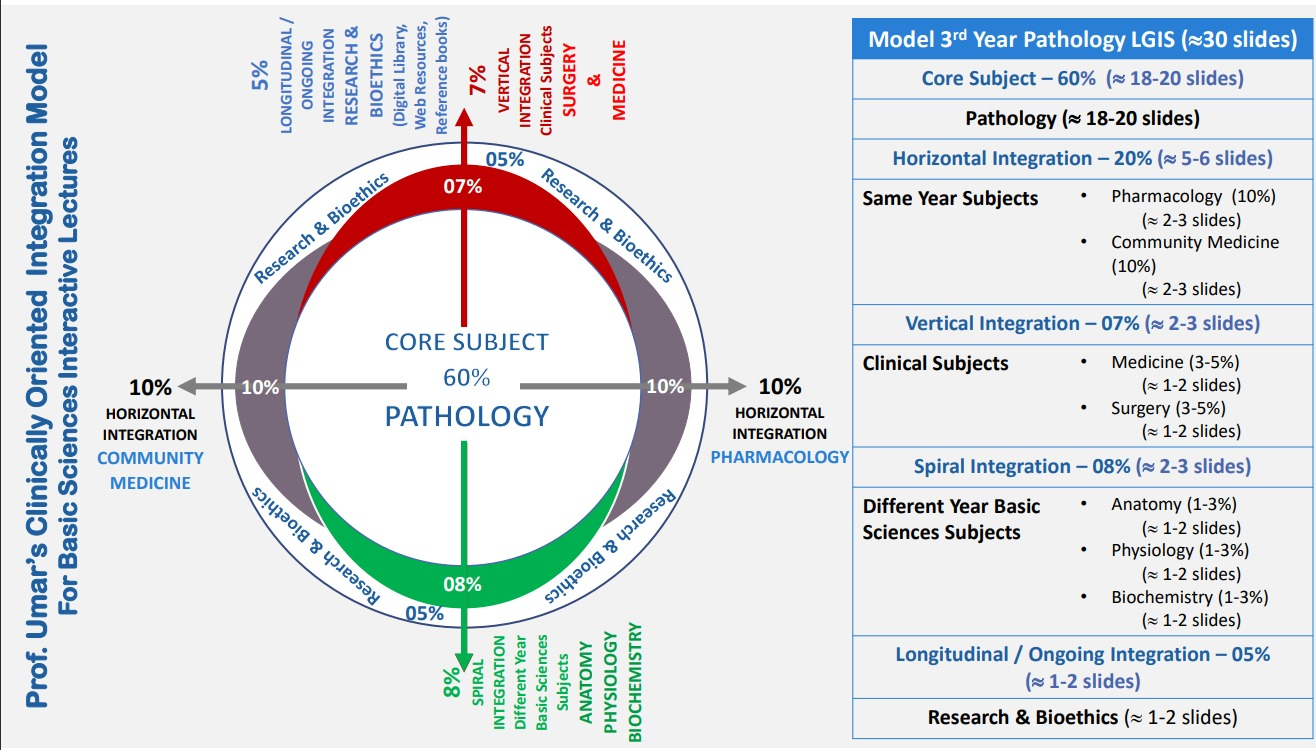 Prof. Umar's Clinically Oriented Integration Model
For Basic Sciences Interactive Lectures
5%
LONGITUDINAL /
ONGOING
INTEGRATION
RESEARCH &
BIOETHICS
(Digital Library,
Web Resources,
Reference books)
7%
VERTICAL
INTEGRATION
Clinical Subjects
SURGERY
&
MEDICINE
05%
07%
Research & Bioethics
Research & Bioethics
CORE SUBJECT
60%
PATHOLOGY
10%
10%
10%
HORIZONTAL
INTEGRATION
COMMUNITY
MEDICINE
10%
HORIZONTAL
INTEGRATION
PHARMACOLOGY
Research & Bioethics
Research & Bioethics
08%
05%
8%
SPIRAL
INTEGRATION
Different Year
Basic Sciences
Subjects
ANATOMY
PHYSIOLOGY
BIOCHEMISTRY
Model 3rd Year Pathology LGIS (≈30 slides)
Core Subject – 60% (≈ 18-20 slides)
Pathology (≈ 18-20 slides)
Horizontal Integration – 20% (≈ 5-6 slides)
Same Year Subjects
• Pharmacology (10%)
(≈ 2-3 slides)
• Community Medicine
(10%)
(≈ 2-3 slides)
Vertical Integration – 07% (≈ 2-3 slides)
Clinical Subjects
• Medicine (3-5%)
(≈ 1-2 slides)
• Surgery (3-5%)
(≈ 1-2 slides)
Spiral Integration – 08% (≈ 2-3 slides)
Different Year Basic
Sciences Subjects
• Anatomy (1-3%)
(≈ 1-2 slides)
• Physiology (1-3%)
(≈ 1-2 slides)
• Biochemistry (1-3%)
(≈ 1-2 slides)
Longitudinal / Ongoing Integration – 05%
(≈ 1-2 slides)
Research & Bioethics (≈ 1-2 slides)